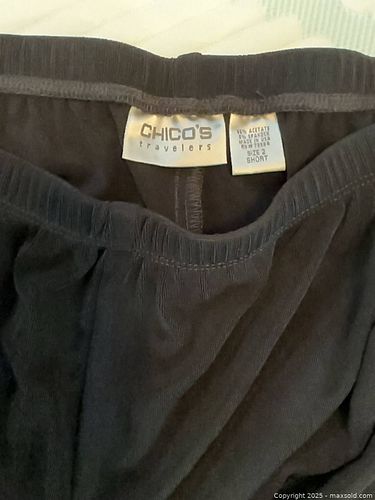 CHICO'S
travelers
95% ACETATE
5% SPANDEX
MADE IN USA
SIZE 2
SHORT
Copyright 2025 - maxsold.com